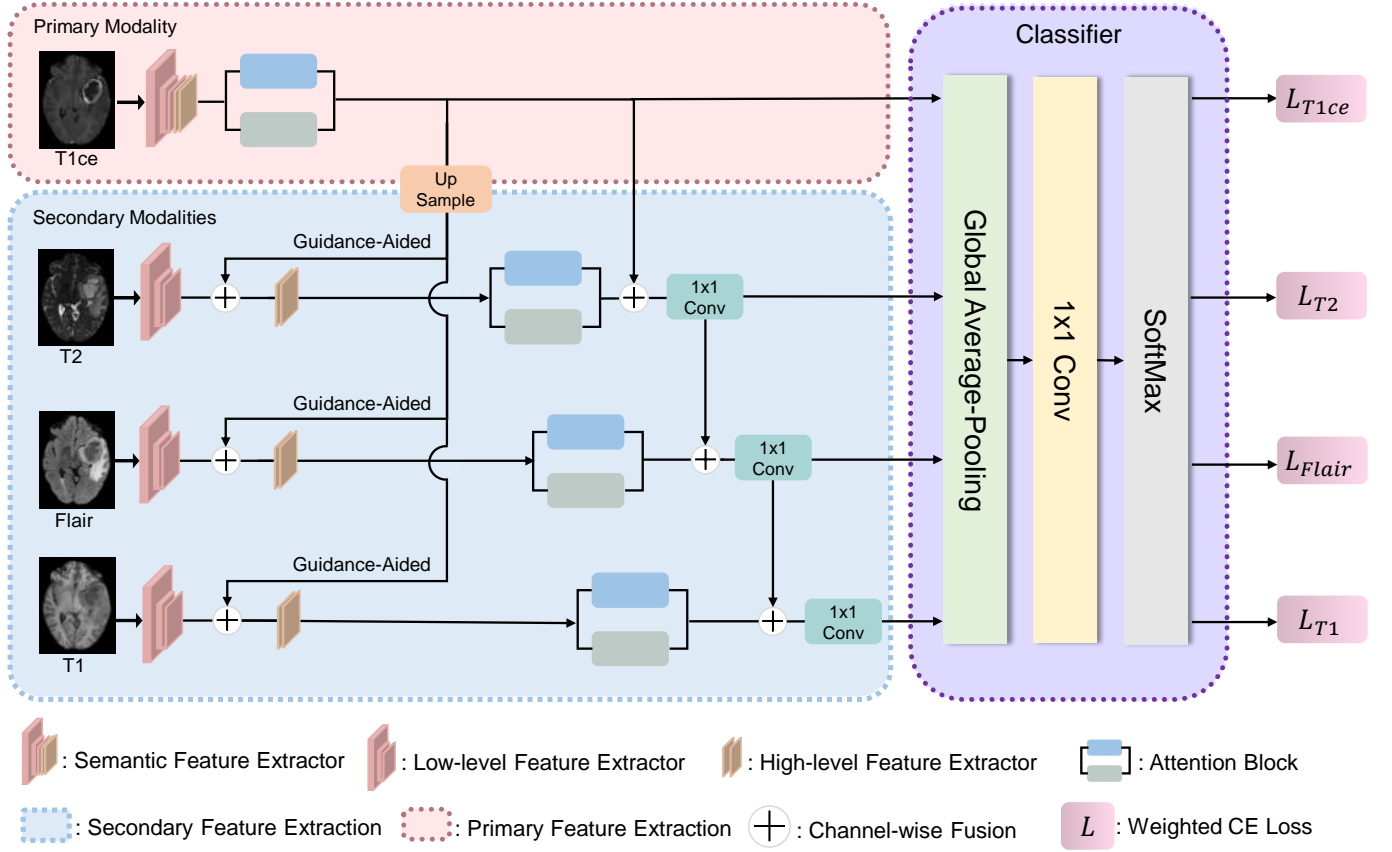 Primary Modality
T1ce
Up
Sample
Secondary Modalities
Guidance-Aided
T2
1x1
Conv
Guidance-Aided
Flair
1x1
Conv
Guidance-Aided
T1
1x1
Conv
Classifier
Global Average-Pooling
1x1 Conv
SoftMax
L_{T1ce}
L_{T2}
L_{Flair}
L_{T1}
: Semantic Feature Extractor
: Low-level Feature Extractor
: High-level Feature Extractor
: Attention Block
: Secondary Feature Extraction
: Primary Feature Extraction
: Channel-wise Fusion
L : Weighted CE Loss